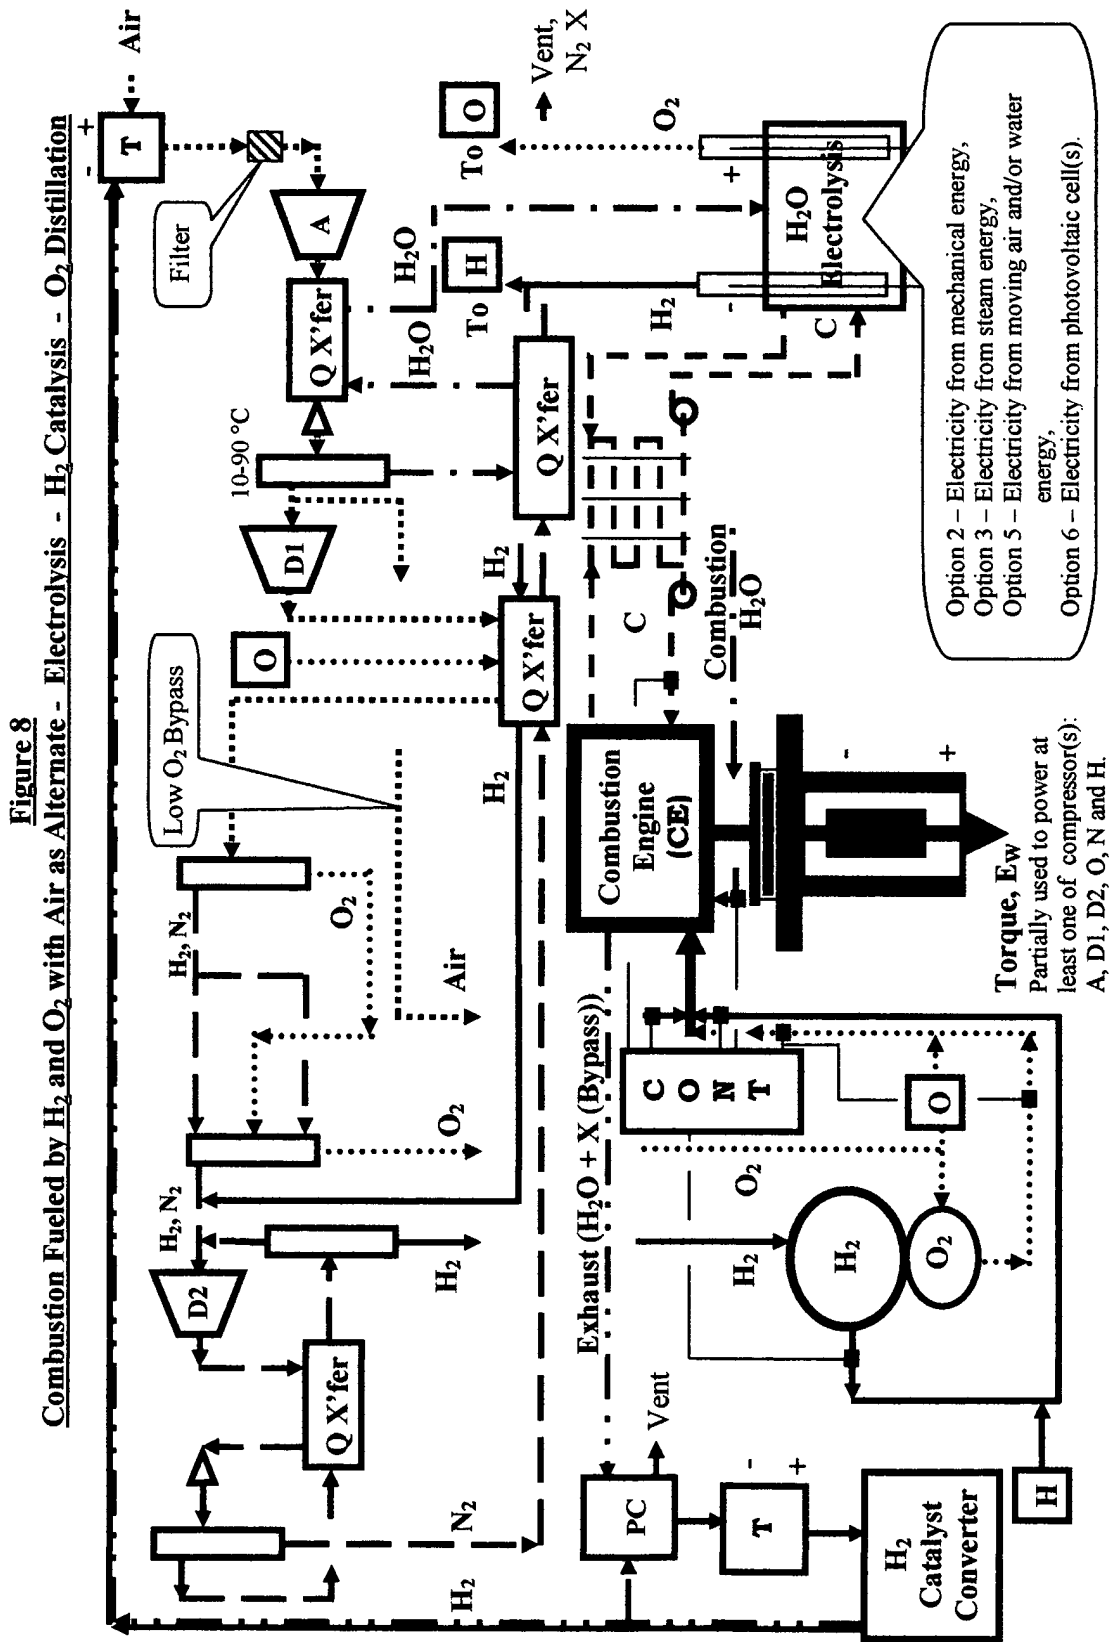 Figure 8
Combustion Fueled by H₂ and O₂ with Air as Alternate - Electrolysis - H₂ Catalysis - O₂ Distillation
Air
- T +
Filter
A
Q X'fer
10-90 °C
D1
O
Low O₂ Bypass
H₂O
H₂O
To H
To O
Vent,
N₂ X
H₂
O₂
Q X'fer
H₂
Q X'fer
H₂
H₂, N₂
O₂
Air
H₂, N₂
O₂
D2
Q X'fer
H₂
N₂
H₂
- +
H₂O
Electrolysis
C
C
Combustion
H₂O
Combustion
Engine
(CE)
Exhaust (H₂O + X (Bypass))
C
O
N
T
O₂
H₂
H₂
O₂
O
PC
Vent
T
- +
H₂
Catalyst
Converter
H
- +
Torque, Ew
Partially used to power at
least one of compressor(s):
A, D1, D2, O, N and H.
Option 2 – Electricity from mechanical energy,
Option 3 – Electricity from steam energy,
Option 5 – Electricity from moving air and/or water
energy,
Option 6 – Electricity from photovoltaic cell(s).